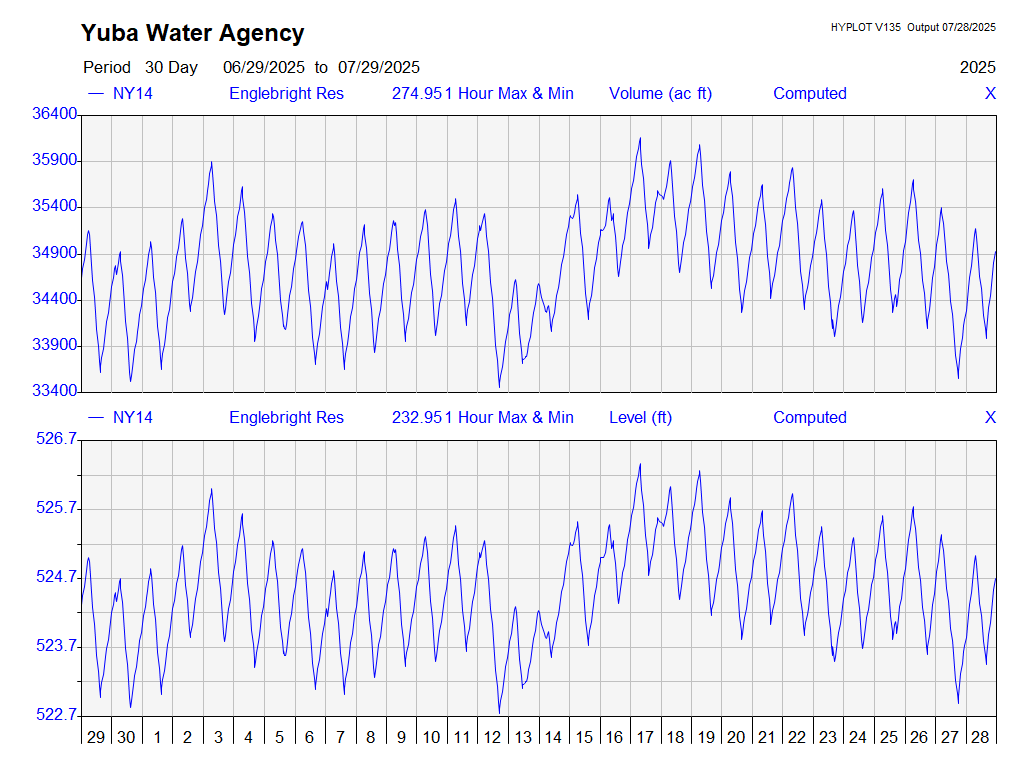 Yuba Water Agency
HYPLOT V135 Output 07/28/2025
Period 30 Day 06/29/2025 to 07/29/2025 2025
— NY14 Englebright Res 274.951 Hour Max & Min Volume (ac ft) Computed X
36400
35900
35400
34900
34400
33900
33400
— NY14 Englebright Res 232.951 Hour Max & Min Level (ft) Computed X
526.7
525.7
524.7
523.7
522.7
29 30 1 2 3 4 5 6 7 8 9 10 11 12 13 14 15 16 17 18 19 20 21 22 23 24 25 26 27 28